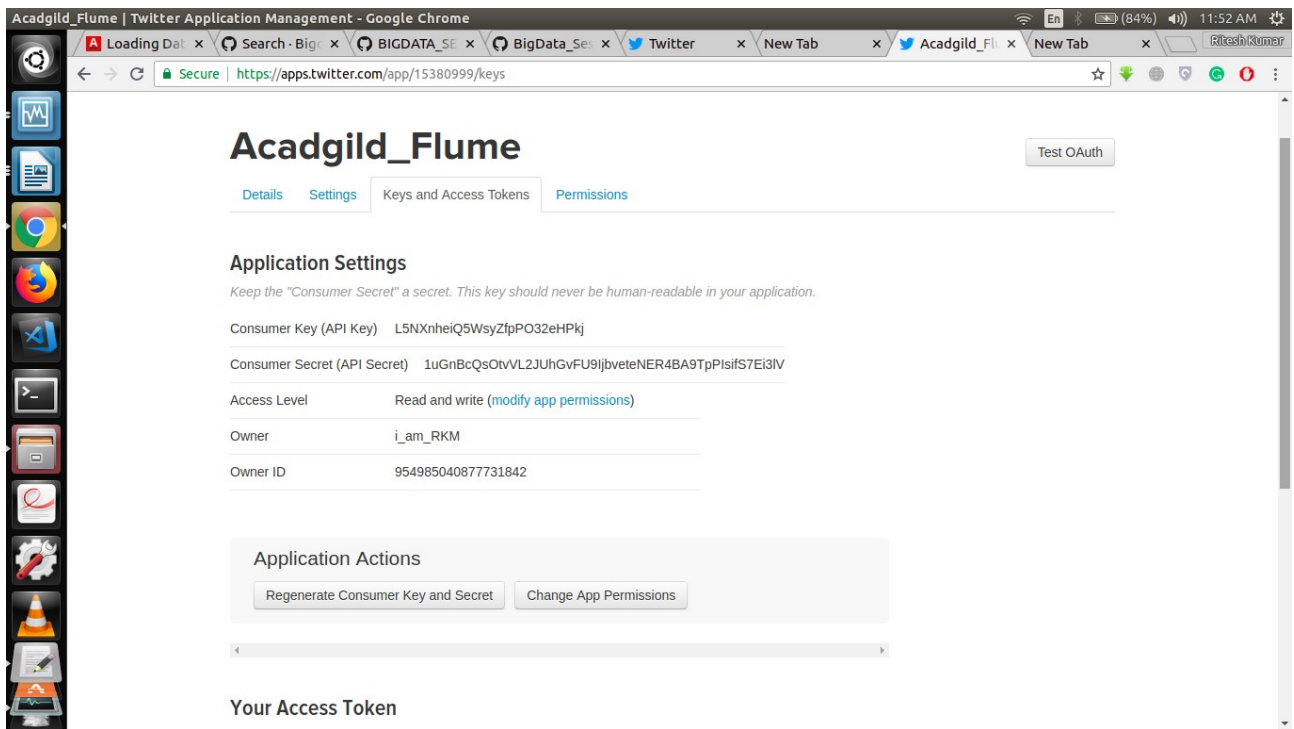 Acadgild_Flume | Twitter Application Management - Google Chrome En (84%) 11:52 AM
Loading Dat Search · Bigd BIGDATA_SE BigData_Ses Twitter New Tab Acadgild_Flu New Tab Ritesh Kumar
Secure https://apps.twitter.com/app/15380999/keys
Acadgild_Flume
Test OAuth
Details Settings Keys and Access Tokens Permissions
Application Settings
Keep the "Consumer Secret" a secret. This key should never be human-readable in your application.
Consumer Key (API Key) L5NXnheiQ5WsyZfpPO32eHPkj
Consumer Secret (API Secret) 1uGnBcQsOtvVL2JUhGvFU9IjbveteNER4BA9TpPIsifS7Ei3lV
Access Level Read and write (modify app permissions)
Owner i_am_RKM
Owner ID 954985040877731842
Application Actions
Regenerate Consumer Key and Secret Change App Permissions
Your Access Token